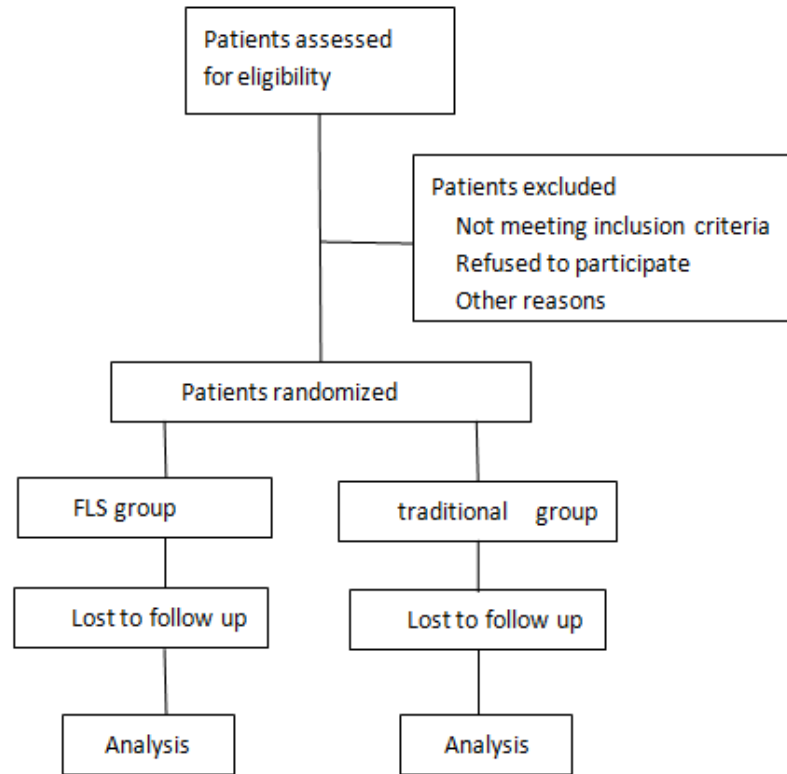 Patients assessed
for eligibility
Patients excluded
Not meeting inclusion criteria
Refused to participate
Other reasons
Patients randomized
FLS group
traditional group
Lost to follow up
Lost to follow up
Analysis
Analysis